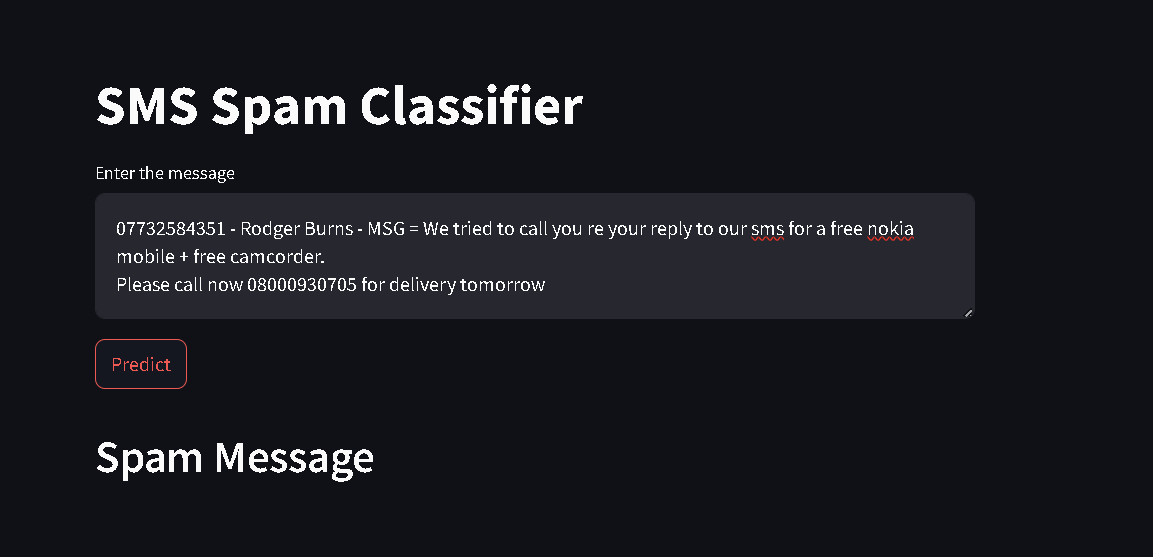 SMS Spam Classifier
Enter the message
07732584351 - Rodger Burns - MSG = We tried to call you re your reply to our sms for a free nokia
mobile + free camcorder.
Please call now 08000930705 for delivery tomorrow
Predict
Spam Message